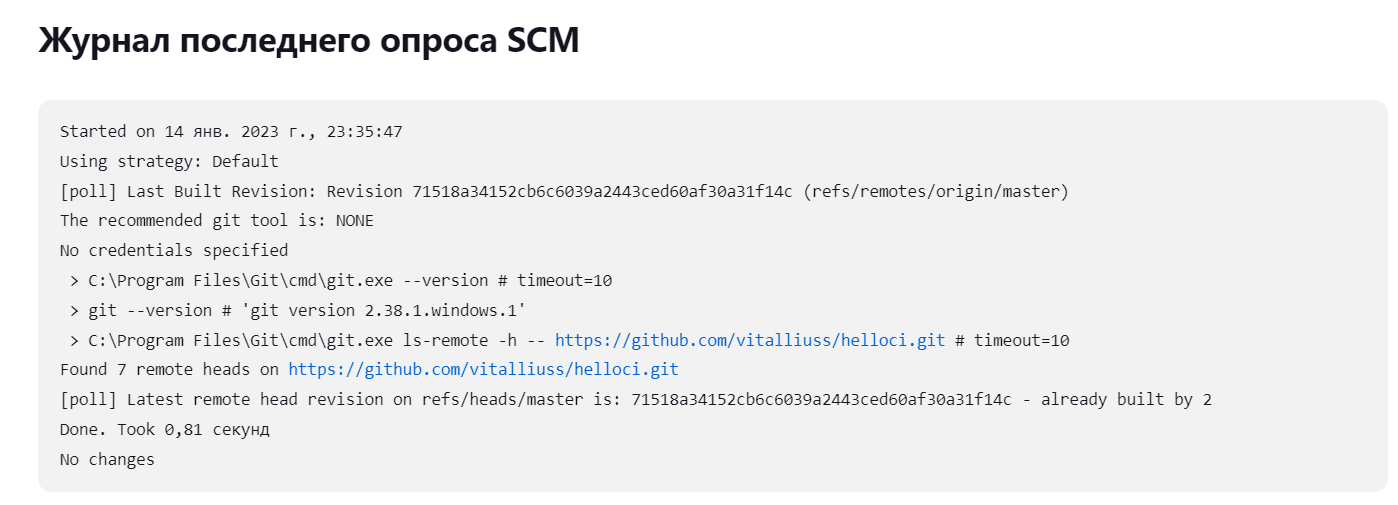 Журнал последнего опроса SCM
Started on 14 янв. 2023 г., 23:35:47
Using strategy: Default
[poll] Last Built Revision: Revision 71518a34152cb6c6039a2443ced60af30a31f14c (refs/remotes/origin/master)
The recommended git tool is: NONE
No credentials specified
 > C:\Program Files\Git\cmd\git.exe --version # timeout=10
 > git --version # 'git version 2.38.1.windows.1'
 > C:\Program Files\Git\cmd\git.exe ls-remote -h -- https://github.com/vitalliuss/helloci.git # timeout=10
Found 7 remote heads on https://github.com/vitalliuss/helloci.git
[poll] Latest remote head revision on refs/heads/master is: 71518a34152cb6c6039a2443ced60af30a31f14c - already built by 2
Done. Took 0,81 секунд
No changes